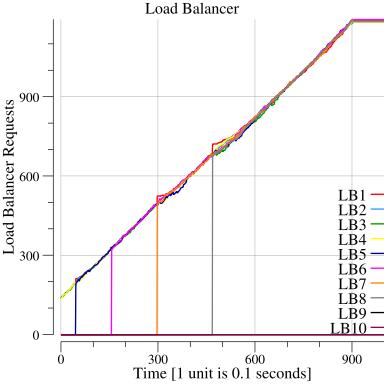 Load Balancer
Load Balancer Requests
900
600
300
0
LB1
LB2
LB3
LB4
LB5
LB6
LB7
LB8
LB9
LB10
0 300 600 900
Time [1 unit is 0.1 seconds]